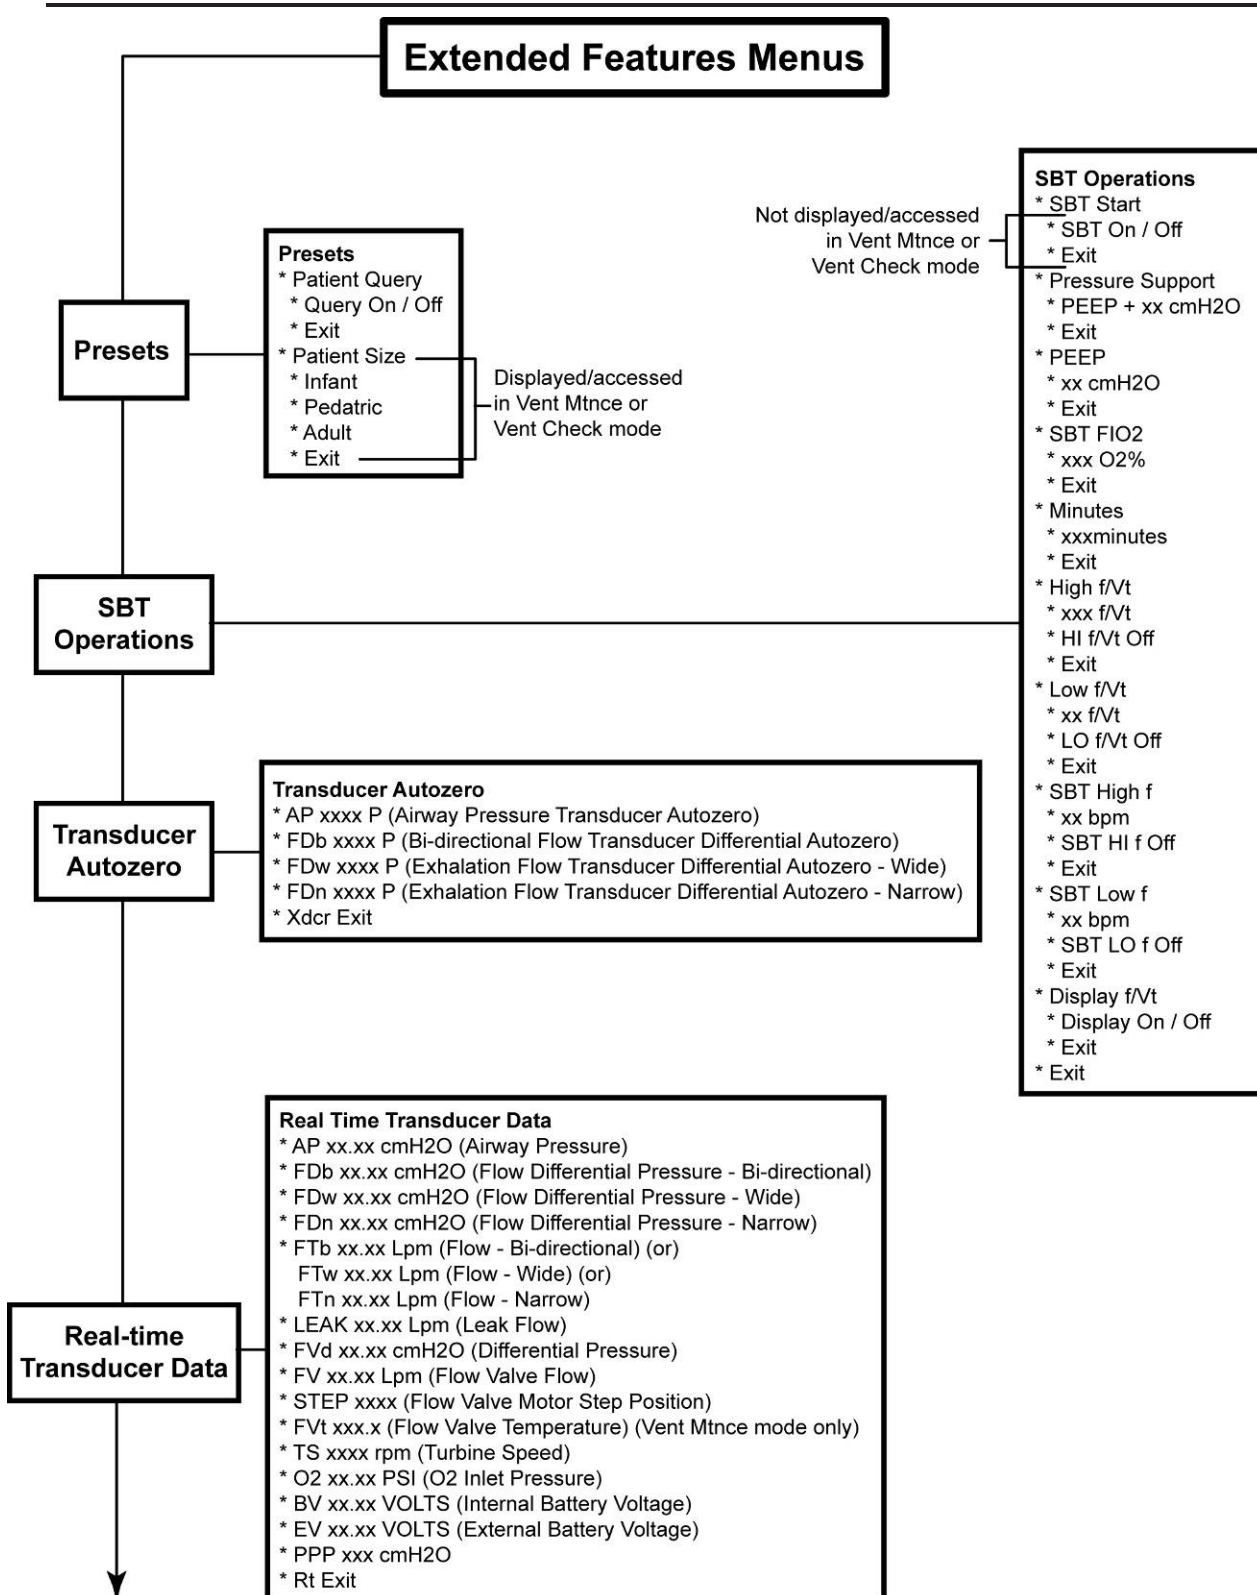 Extended Features Menus
Presets
Presets
* Patient Query
* Query On / Off
* Exit
* Patient Size
* Infant
* Pedatric
* Adult
* Exit
Displayed/accessed
in Vent Mtnce or
Vent Check mode
Not displayed/accessed
in Vent Mtnce or
Vent Check mode
SBT Operations
* SBT Start
* SBT On / Off
* Exit
* Pressure Support
* PEEP + xx cmH2O
* Exit
* PEEP
* xx cmH2O
* Exit
* SBT FIO2
* xxx O2%
* Exit
* Minutes
* xxxminutes
* Exit
* High f/Vt
* xxx f/Vt
* HI f/Vt Off
* Exit
* Low f/Vt
* xx f/Vt
* LO f/Vt Off
* Exit
* SBT High f
* xx bpm
* SBT HI f Off
* Exit
* SBT Low f
* xx bpm
* SBT LO f Off
* Exit
* Display f/Vt
* Display On / Off
* Exit
* Exit
SBT
Operations
Transducer
Autozero
Transducer Autozero
* AP xxxx P (Airway Pressure Transducer Autozero)
* FDb xxxx P (Bi-directional Flow Transducer Differential Autozero)
* FDw xxxx P (Exhalation Flow Transducer Differential Autozero - Wide)
* FDn xxxx P (Exhalation Flow Transducer Differential Autozero - Narrow)
* Xdcr Exit
Real-time
Transducer Data
Real Time Transducer Data
* AP xx.xx cmH2O (Airway Pressure)
* FDb xx.xx cmH2O (Flow Differential Pressure - Bi-directional)
* FDw xx.xx cmH2O (Flow Differential Pressure - Wide)
* FDn xx.xx cmH2O (Flow Differential Pressure - Narrow)
* FTb xx.xx Lpm (Flow - Bi-directional) (or)
FTw xx.xx Lpm (Flow - Wide) (or)
FTn xx.xx Lpm (Flow - Narrow)
* LEAK xx.xx Lpm (Leak Flow)
* FVd xx.xx cmH2O (Differential Pressure)
* FV xx.xx Lpm (Flow Valve Flow)
* STEP xxxx (Flow Valve Motor Step Position)
* FVt xxx.x (Flow Valve Temperature) (Vent Mtnce mode only)
* TS xxxx rpm (Turbine Speed)
* O2 xx.xx PSI (O2 Inlet Pressure)
* BV xx.xx VOLTS (Internal Battery Voltage)
* EV xx.xx VOLTS (External Battery Voltage)
* PPP xxx cmH2O
* Rt Exit